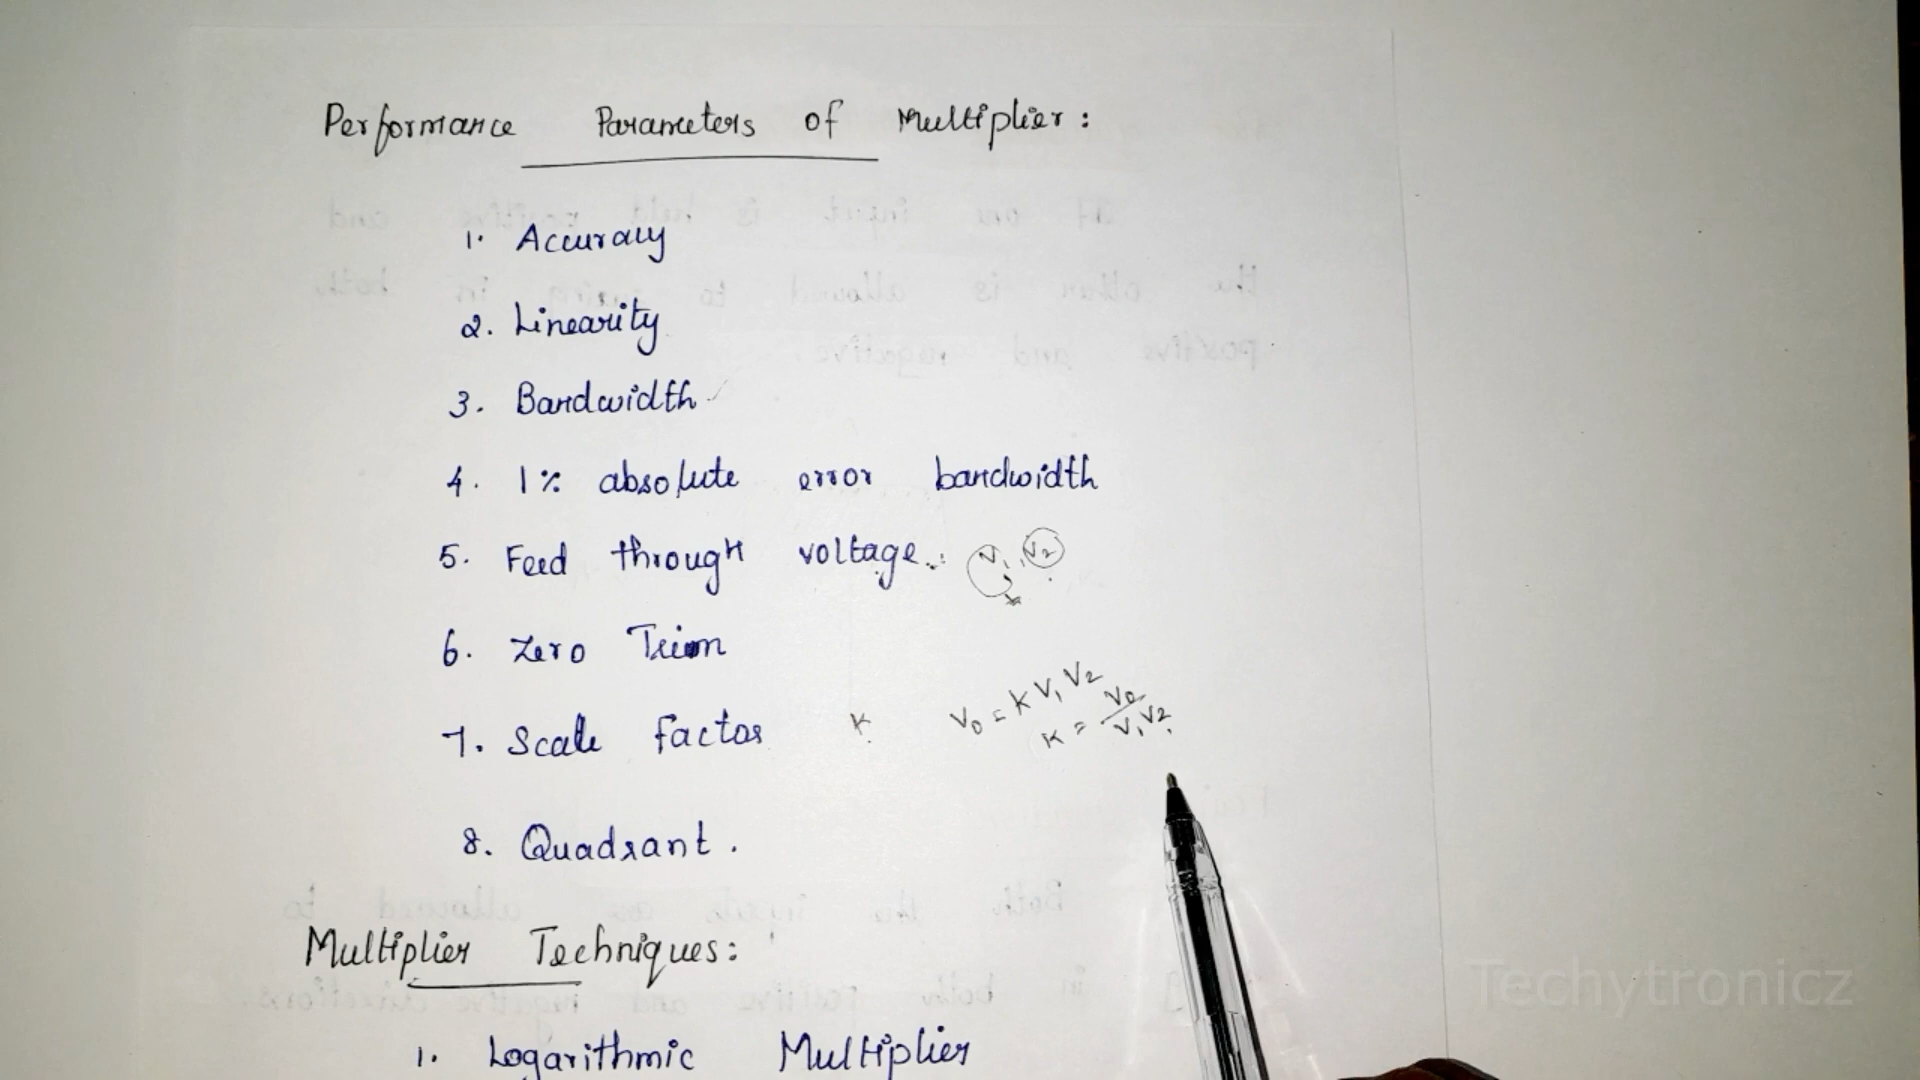 Performance Parameters of Multiplier:
1. Accuracy
2. Linearity
3. Bandwidth
4. 1% absolute error bandwidth
5. Feed through voltage. V1, V2
6. Zero Trim
7. Scale factor K V0 = K V1 V2
K = V0 / V1 V2
8. Quadrant.
Multiplier Techniques:
Techytronicz
1. Logarithmic Multiplier